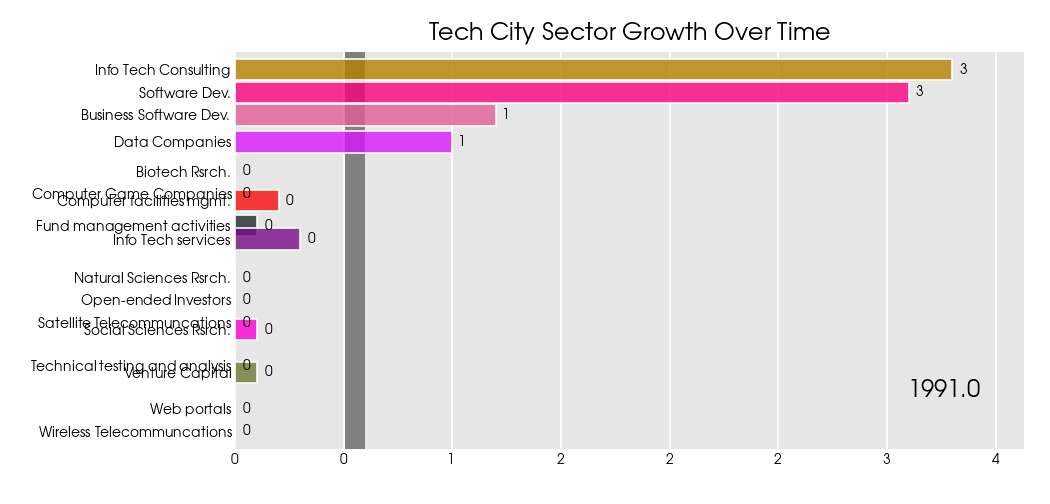 Tech City Sector Growth Over Time
Info Tech Consulting 3
Software Dev. 3
Business Software Dev. 1
Data Companies 1
Biotech Rsrch. 0
Computer Game Companies 0
Computer facilities mgmt. 0
Fund management activities 0
Info Tech services 0
Natural Sciences Rsrch. 0
Open-ended Investors 0
Satellite Telecommuncations 0
Social Sciences Rsrch. 0
Technical testing and analysis 0
Venture Capital 0
1991.0
Web portals 0
Wireless Telecommuncations 0
0 0 1 2 2 2 3 4